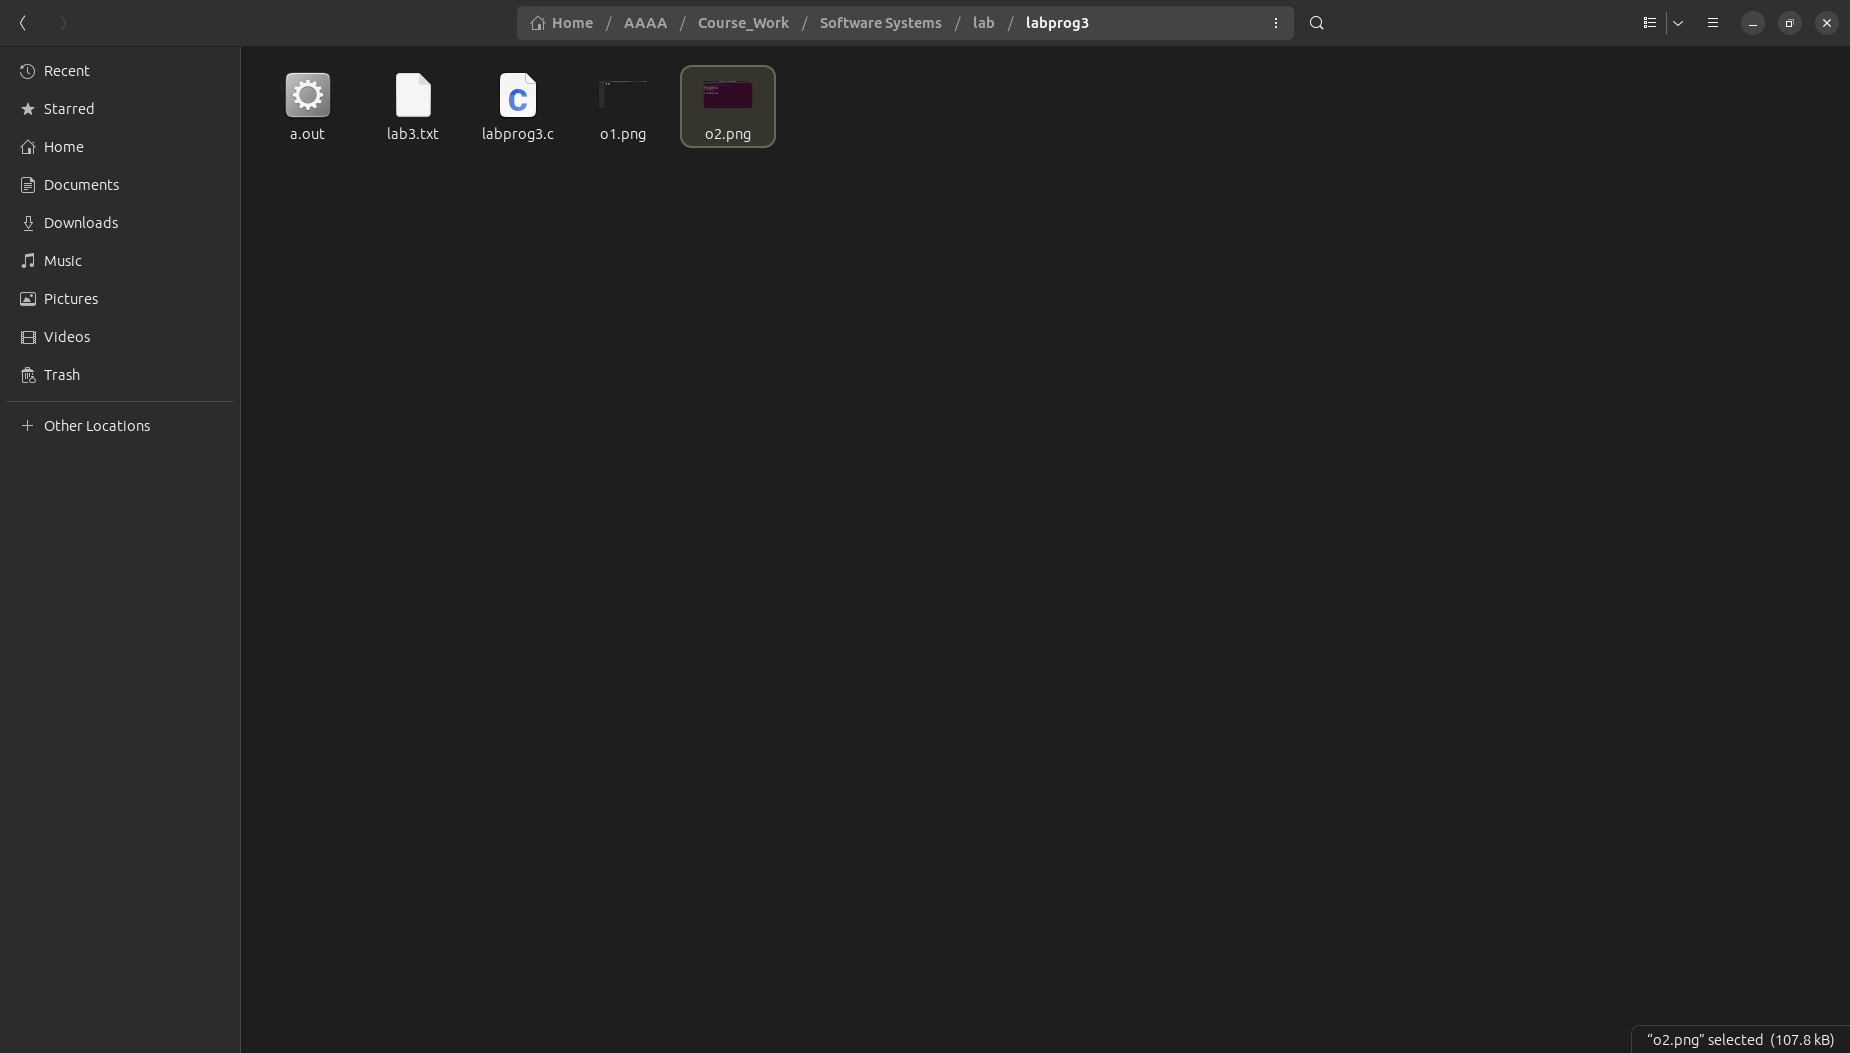 Home / AAAA / Course_Work / Software Systems / lab / labprog3
Recent
Starred
Home
Documents
Downloads
Music
Pictures
Videos
Trash
Other Locations
a.out
lab3.txt
labprog3.c
o1.png
o2.png
“o2.png” selected (107.8 kB)